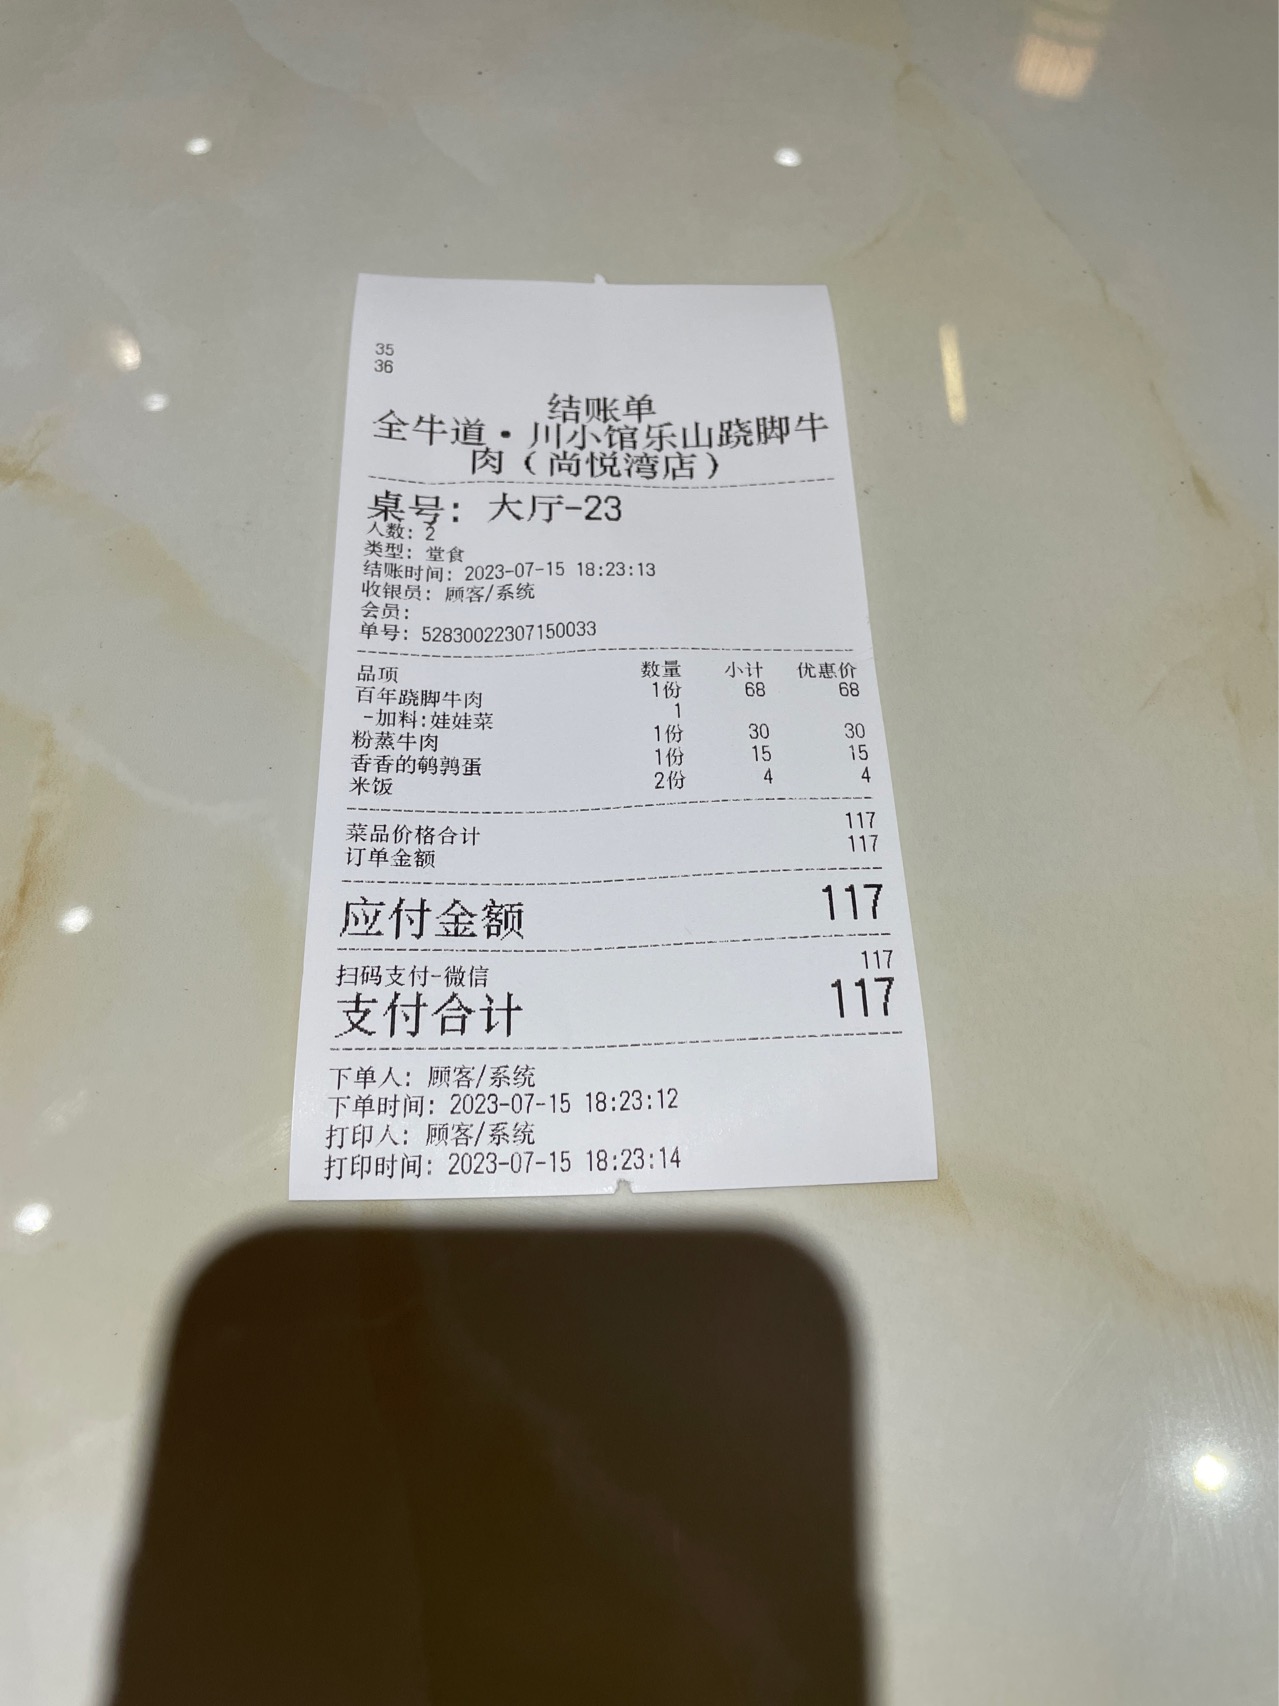 35
36
结账单
全牛道·川小馆乐山跷脚牛
肉（尚悦湾店）
桌号: 大厅-23
人数: 2
类型: 堂食
结账时间: 2023-07-15 18:23:13
收银员: 顾客/系统
会员:
单号: 52830022307150033
品项 数量 小计 优惠价
百年跷脚牛肉 1份 68 68
-加料:娃娃菜 1
粉蒸牛肉 1份 30 30
香香的鹌鹑蛋 1份 15 15
米饭 2份 4 4
菜品价格合计 117
订单金额 117
应付金额 117
扫码支付-微信 117
支付合计 117
下单人: 顾客/系统
下单时间: 2023-07-15 18:23:12
打印人: 顾客/系统
打印时间: 2023-07-15 18:23:14